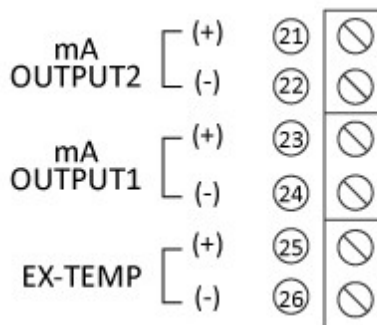 mA
OUTPUT2
(+) 21
(-) 22
mA
OUTPUT1
(+) 23
(-) 24
EX-TEMP
(+) 25
(-) 26